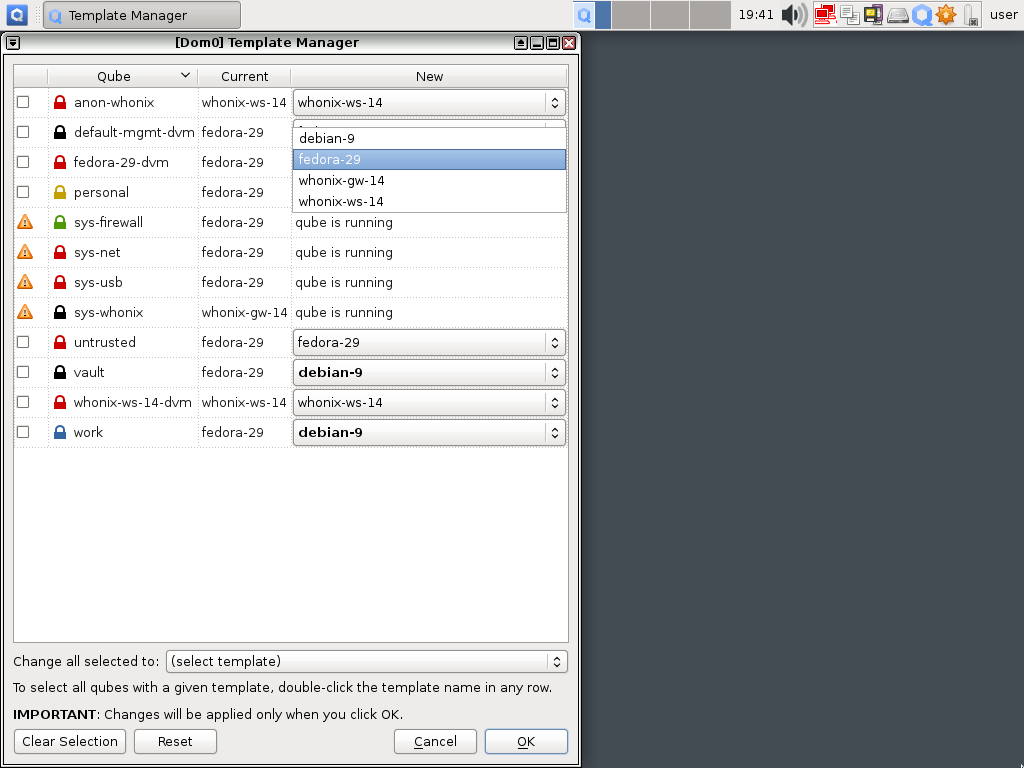 Template Manager
19:41
user
[Dom0] Template Manager
Qube Current New
anon-whonix whonix-ws-14 whonix-ws-14
default-mgmt-dvm fedora-29
debian-9
fedora-29-dvm fedora-29
fedora-29
whonix-gw-14
personal fedora-29
whonix-ws-14
sys-firewall fedora-29 qube is running
sys-net fedora-29 qube is running
sys-usb fedora-29 qube is running
sys-whonix whonix-gw-14 qube is running
untrusted fedora-29 fedora-29
vault fedora-29 debian-9
whonix-ws-14-dvm whonix-ws-14 whonix-ws-14
work fedora-29 debian-9
Change all selected to: (select template)
To select all qubes with a given template, double-click the template name in any row.
IMPORTANT: Changes will be applied only when you click OK.
Clear Selection Reset Cancel OK